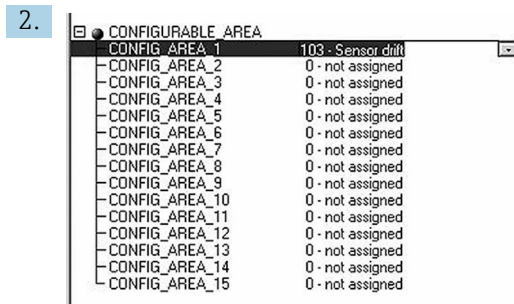 2.
CONFIGURABLE_AREA
CONFIG_AREA_1 103 - Sensor drift
CONFIG_AREA_2 0 - not assigned
CONFIG_AREA_3 0 - not assigned
CONFIG_AREA_4 0 - not assigned
CONFIG_AREA_5 0 - not assigned
CONFIG_AREA_6 0 - not assigned
CONFIG_AREA_7 0 - not assigned
CONFIG_AREA_8 0 - not assigned
CONFIG_AREA_9 0 - not assigned
CONFIG_AREA_10 0 - not assigned
CONFIG_AREA_11 0 - not assigned
CONFIG_AREA_12 0 - not assigned
CONFIG_AREA_13 0 - not assigned
CONFIG_AREA_14 0 - not assigned
CONFIG_AREA_15 0 - not assigned